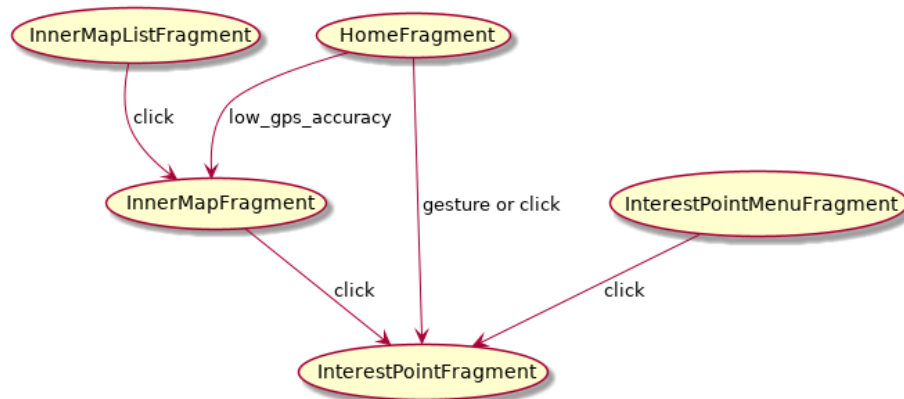 InnerMapListFragment
HomeFragment
click
low_gps_accuracy
InnerMapFragment
gesture or click
InterestPointMenuFragment
click
click
InterestPointFragment